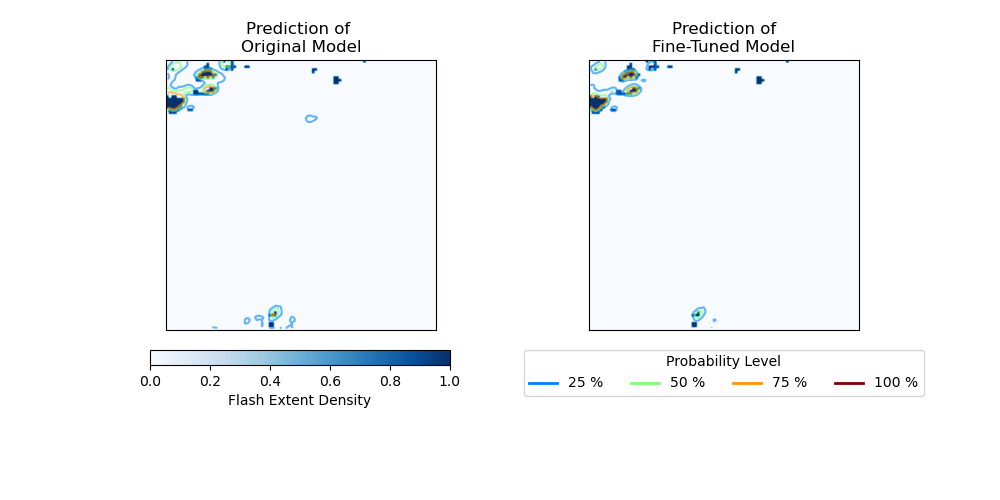 Prediction of
Original Model
Prediction of
Fine-Tuned Model
0.0 0.2 0.4 0.6 0.8 1.0
Flash Extent Density
Probability Level
25 % 50 % 75 % 100 %